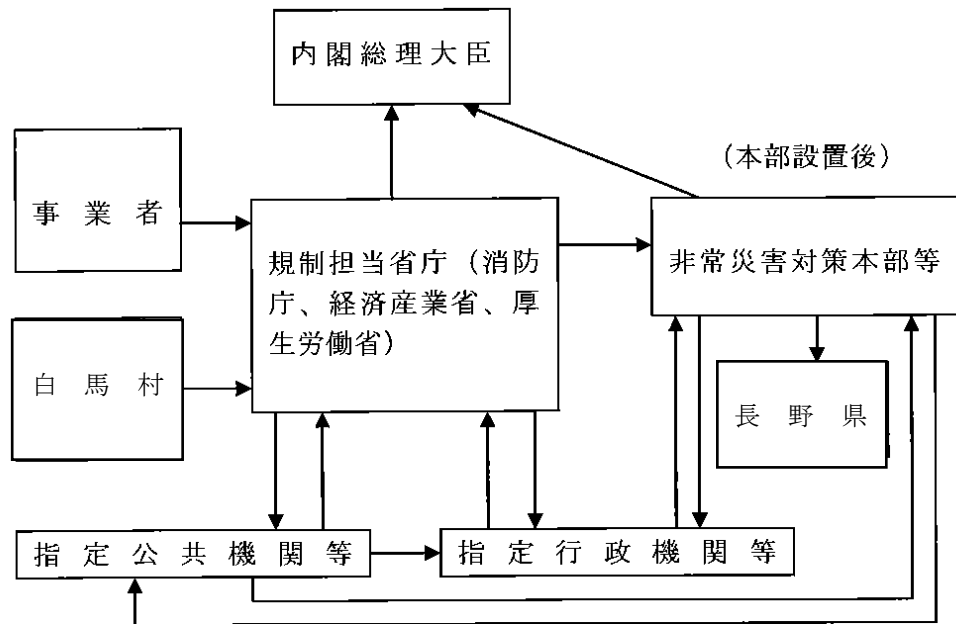 内閣総理大臣
(本部設置後)
事業者
規制担当省庁(消防
庁、経済産業省、厚
生労働省)
非常災害対策本部等
白馬村
長野県
指定公共機関等
指定行政機関等